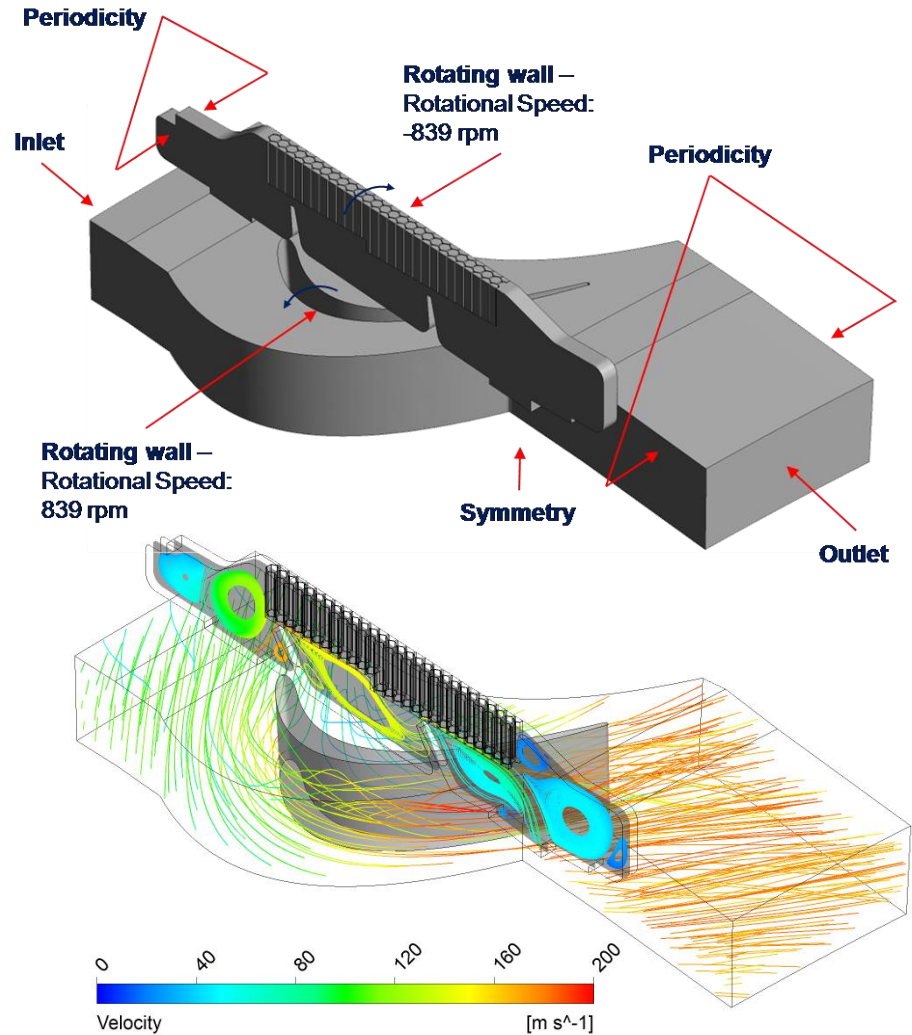 Periodicity
Rotating wall –
Rotational Speed:
-839 rpm
Inlet
Periodicity
Rotating wall –
Rotational Speed:
839 rpm
Symmetry
Outlet
0
40
80
120
160
200
Velocity
[m s^-1]